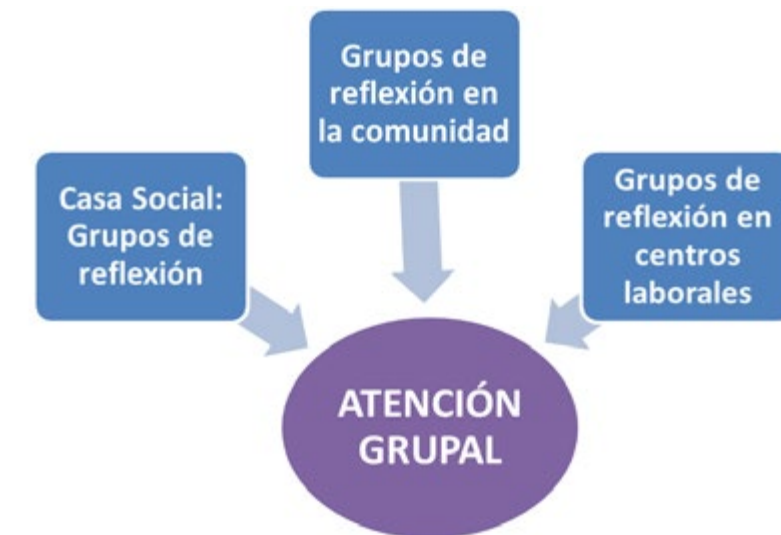 Grupos de
reflexión en
la comunidad
Casa Social:
Grupos de
reflexión
Grupos de
reflexión en
centros
laborales
ATENCIÓN
GRUPAL